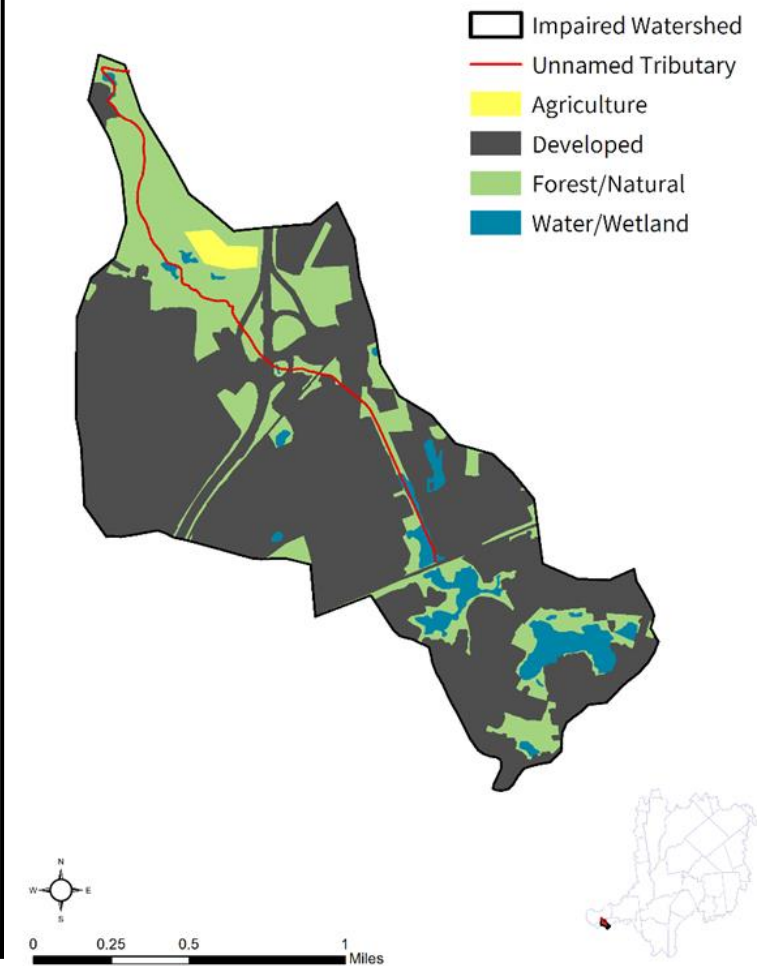 Impaired Watershed
Unnamed Tributary
Agriculture
Developed
Forest/Natural
Water/Wetland
N
W E
S
0 0.25 0.5 1
Miles